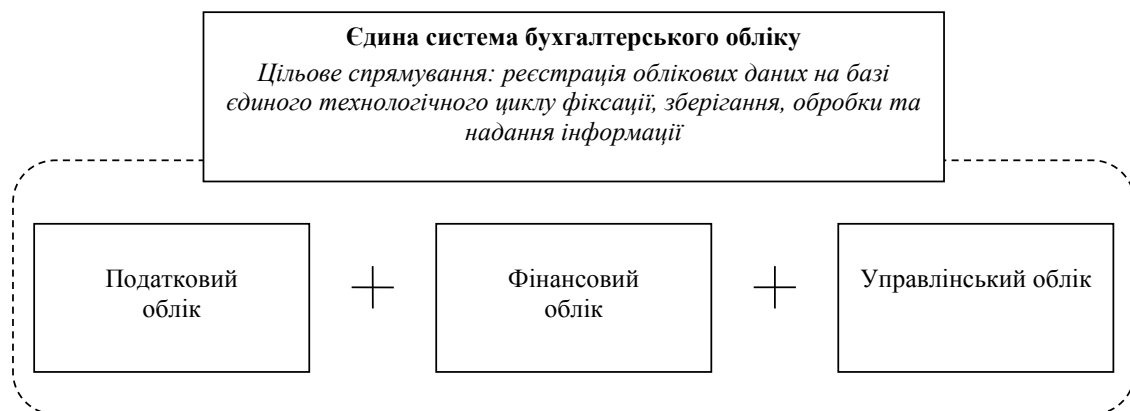 Єдина система бухгалтерського обліку
Цільове спрямування: реєстрація облікових даних на базі
єдиного технологічного циклу фіксації, зберігання, обробки та
надання інформації
Податковий
облік
Фінансовий
облік
Управлінський облік